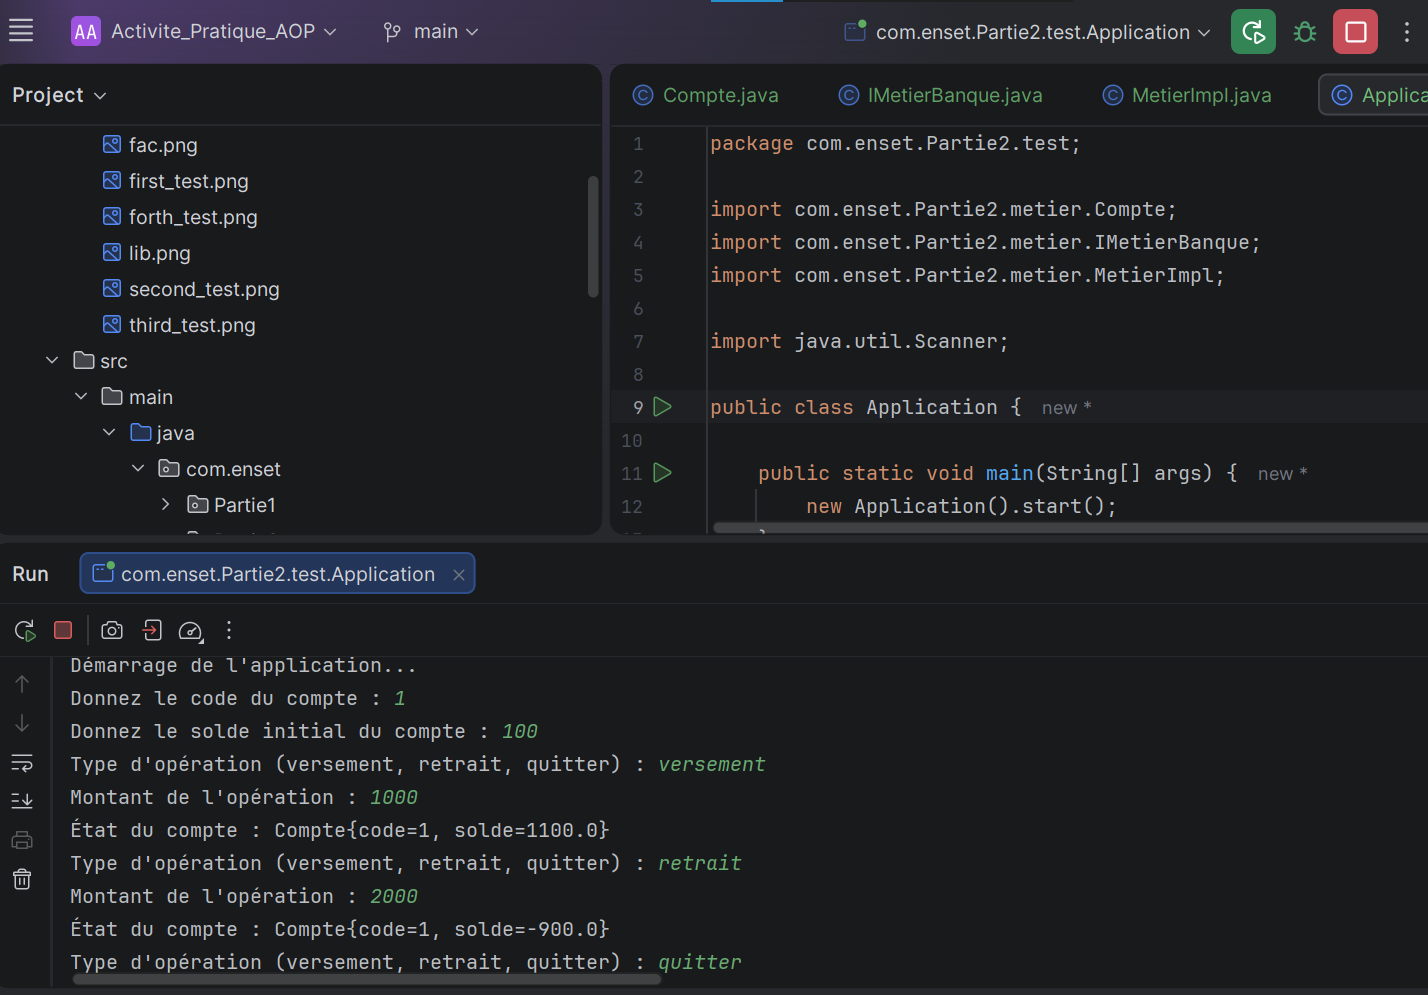 AA Activite_Pratique_AOP main com.enset.Partie2.test.Application
Project
fac.png
first_test.png
forth_test.png
lib.png
second_test.png
third_test.png
src
main
java
com.enset
Partie1
Compte.java IMetierBanque.java MetierImpl.java Applica
1 package com.enset.Partie2.test;
2
3 import com.enset.Partie2.metier.Compte;
4 import com.enset.Partie2.metier.IMetierBanque;
5 import com.enset.Partie2.metier.MetierImpl;
6
7 import java.util.Scanner;
8
9 public class Application { new *
10
11 public static void main(String[] args) { new *
12 new Application().start();
Run com.enset.Partie2.test.Application
Démarrage de l'application...
Donnez le code du compte : 1
Donnez le solde initial du compte : 100
Type d'opération (versement, retrait, quitter) : versement
Montant de l'opération : 1000
État du compte : Compte{code=1, solde=1100.0}
Type d'opération (versement, retrait, quitter) : retrait
Montant de l'opération : 2000
État du compte : Compte{code=1, solde=-900.0}
Type d'opération (versement, retrait, quitter) : quitter